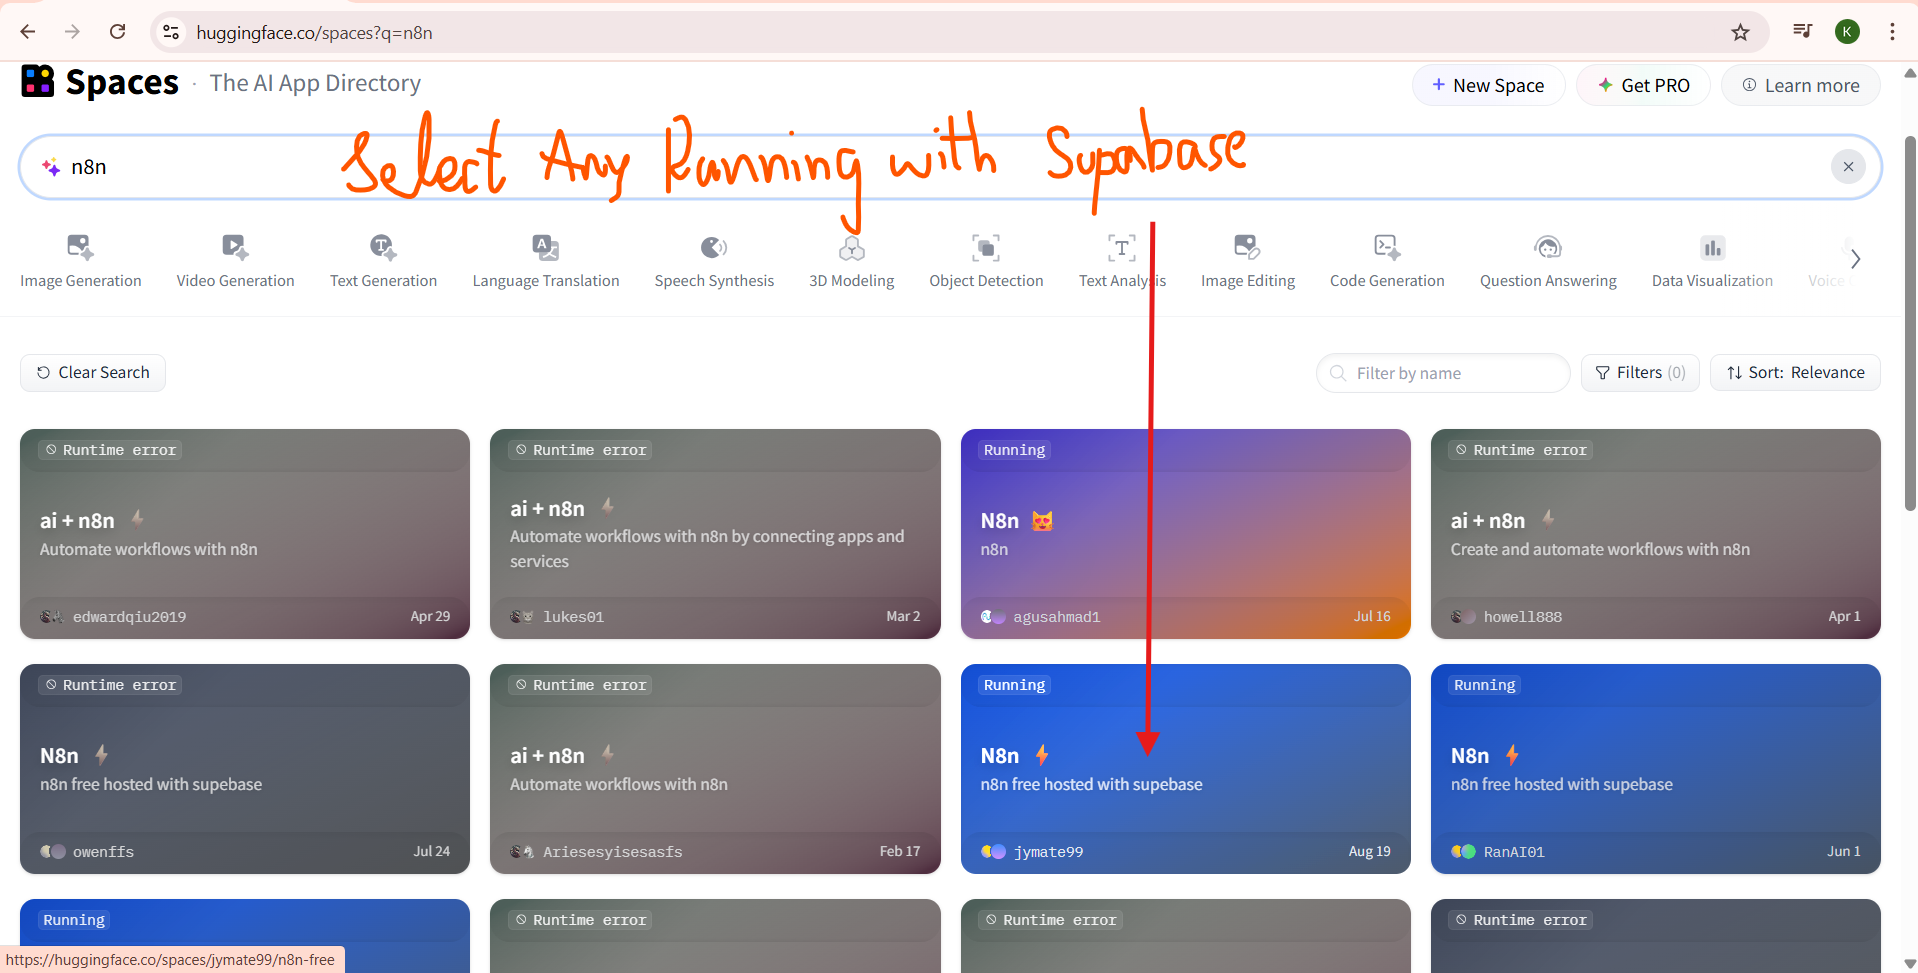 huggingface.co/spaces?q=n8n
K
Spaces · The AI App Directory
+ New Space
Get PRO
Learn more
n8n
Select Any Running with Supabase
Image Generation
Video Generation
Text Generation
Language Translation
Speech Synthesis
3D Modeling
Object Detection
Text Analysis
Image Editing
Code Generation
Question Answering
Data Visualization
Voice
Clear Search
Filter by name
Filters (0)
Sort: Relevance
Runtime error
ai + n8n
Automate workflows with n8n
edwardqiu2019 Apr 29
Runtime error
ai + n8n
Automate workflows with n8n by connecting apps and
services
lukes01 Mar 2
Running
N8n
n8n
agusahmad1 Jul 16
Runtime error
ai + n8n
Create and automate workflows with n8n
howell888 Apr 1
Runtime error
N8n
n8n free hosted with supebase
owenffs Jul 24
Runtime error
ai + n8n
Automate workflows with n8n
Ariesesyisesasfs Feb 17
Running
N8n
n8n free hosted with supebase
jymate99 Aug 19
Running
N8n
n8n free hosted with supebase
RanAI01 Jun 1
Running
Runtime error
Runtime error
Runtime error
https://huggingface.co/spaces/jymate99/n8n-free